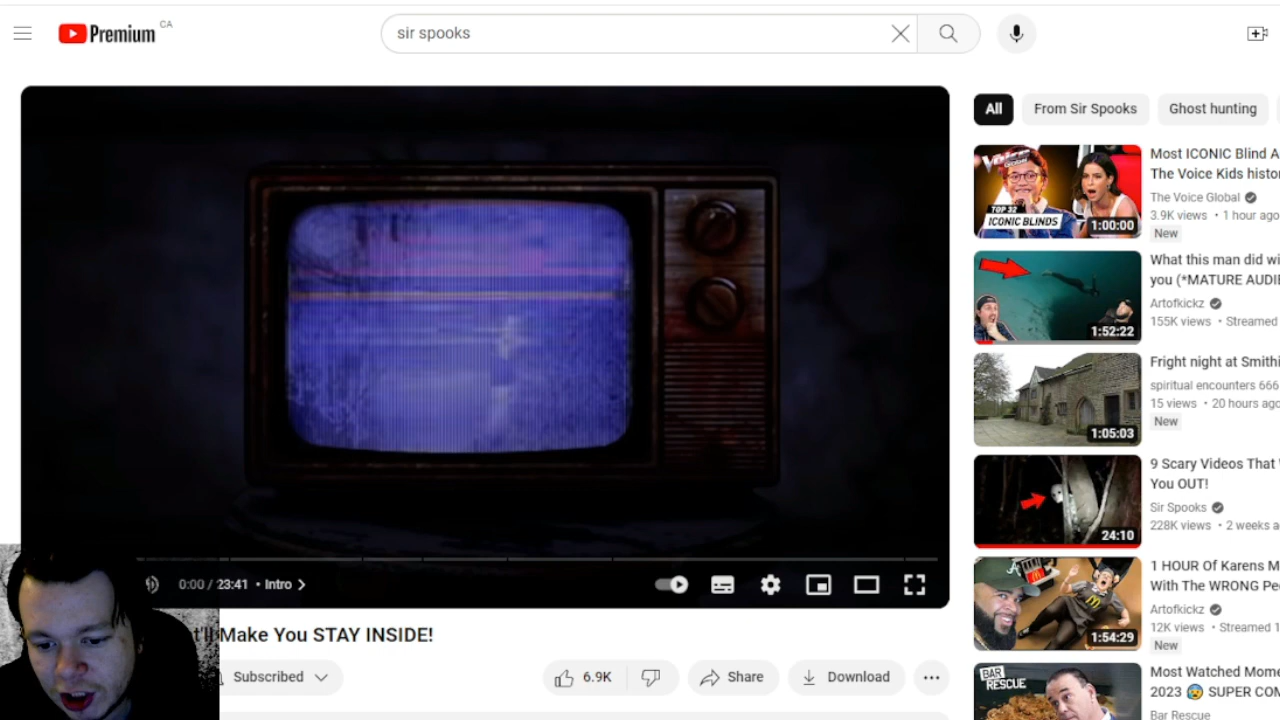 Premium CA
sir spooks
All
From Sir Spooks
Ghost hunting
VOICE
GLOBAL
TOP 32
ICONIC BLINDS
1:00:00
Most ICONIC Blind A
The Voice Kids histo
The Voice Global
3.9K views • 1 hour ago
New
1:52:22
What this man did wi
you (*MATURE AUDIE
Artofkickz
155K views • Streamed
1:05:03
Fright night at Smithi
spiritual encounters 666
15 views • 20 hours ago
New
24:10
9 Scary Videos That
You OUT!
Sir Spooks
228K views • 2 weeks a
1:54:29
1 HOUR Of Karens M
With The WRONG Pe
Artofkickz
12K views • Streamed 1
New
BAR
RESCUE
Most Watched Mome
2023 😰 SUPER COM
Bar Rescue
0:00 / 23:41 • Intro
t'll Make You STAY INSIDE!
Subscribed
6.9K
Share
Download